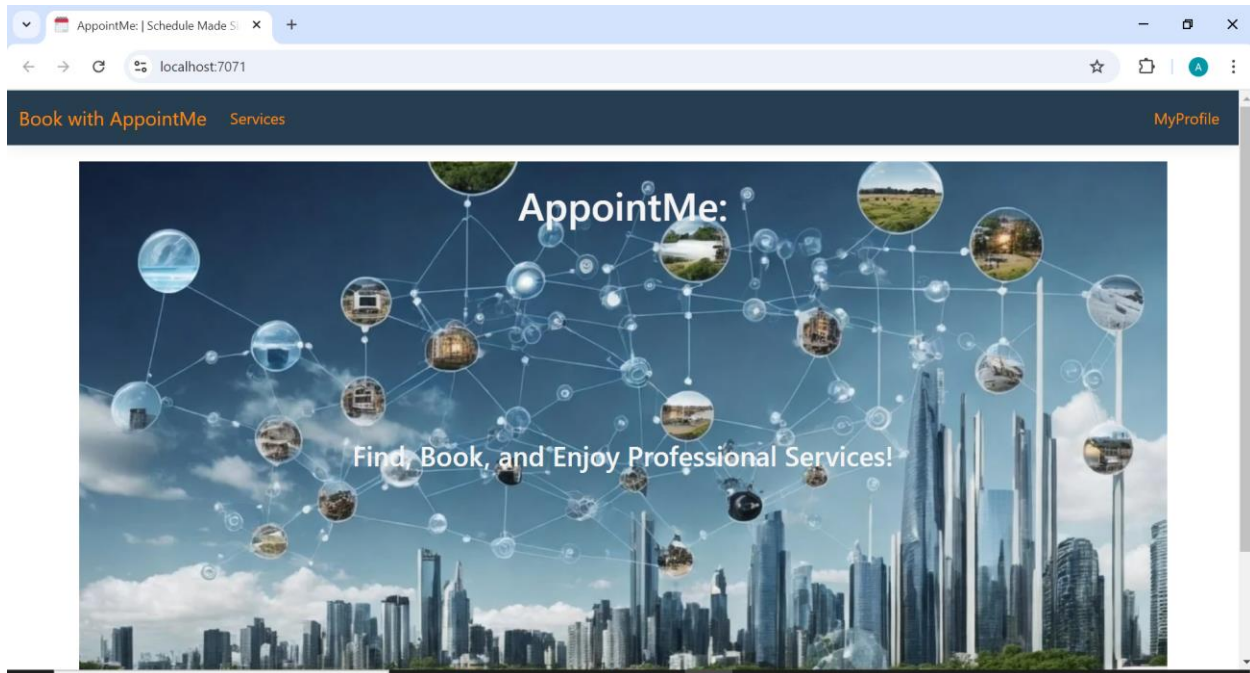 AppointMe: | Schedule Made S
localhost:7071
A
Book with AppointMe Services MyProfile
AppointMe:
Find, Book, and Enjoy Professional Services!